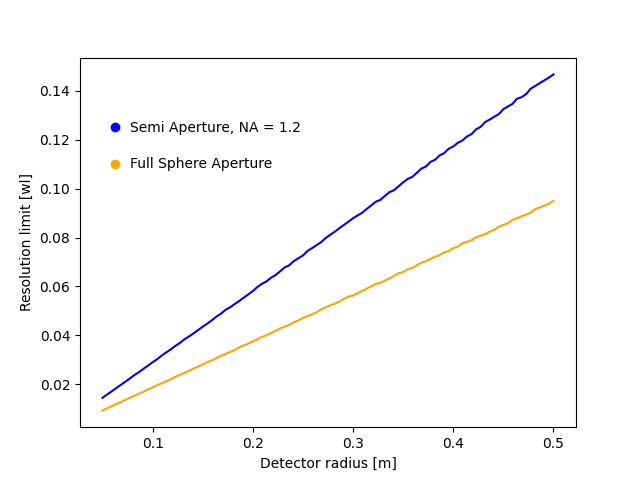 0.14
0.12
0.10
0.08
0.06
0.04
0.02
Resolution limit [wl]
Semi Aperture, NA = 1.2
Full Sphere Aperture
0.1 0.2 0.3 0.4 0.5
Detector radius [m]